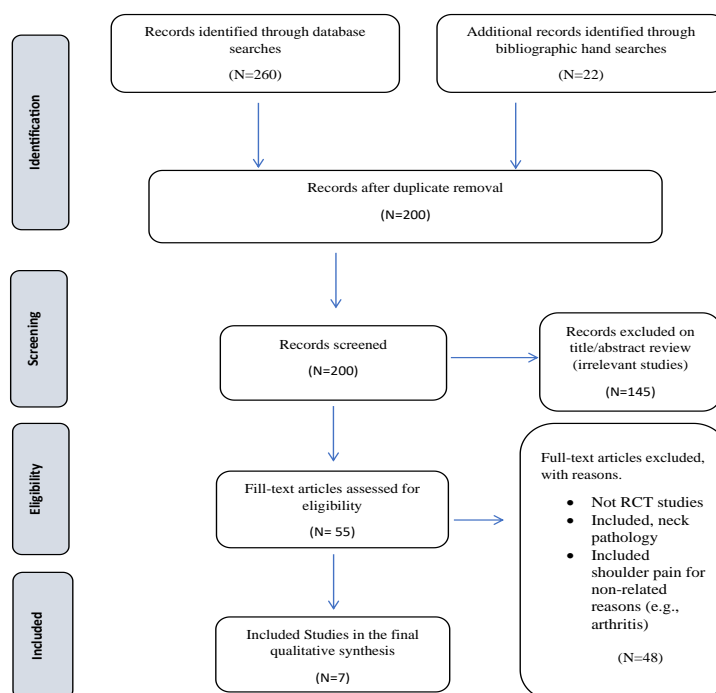 Identification
Records identified through database
searches
(N=260)
Additional records identified through
bibliographic hand searches
(N=22)
Records after duplicate removal
(N=200)
Screening
Records screened
(N=200)
Records excluded on
title/abstract review
(irrelevant studies)
(N=145)
Eligibility
Fill-text articles assessed for
eligibility
(N= 55)
Full-text articles excluded,
with reasons.
• Not RCT studies
• Included, neck
pathology
• Included
shoulder pain for
non-related
reasons (e.g.,
arthritis)
(N=48)
Included
Included Studies in the final
qualitative synthesis
(N=7)